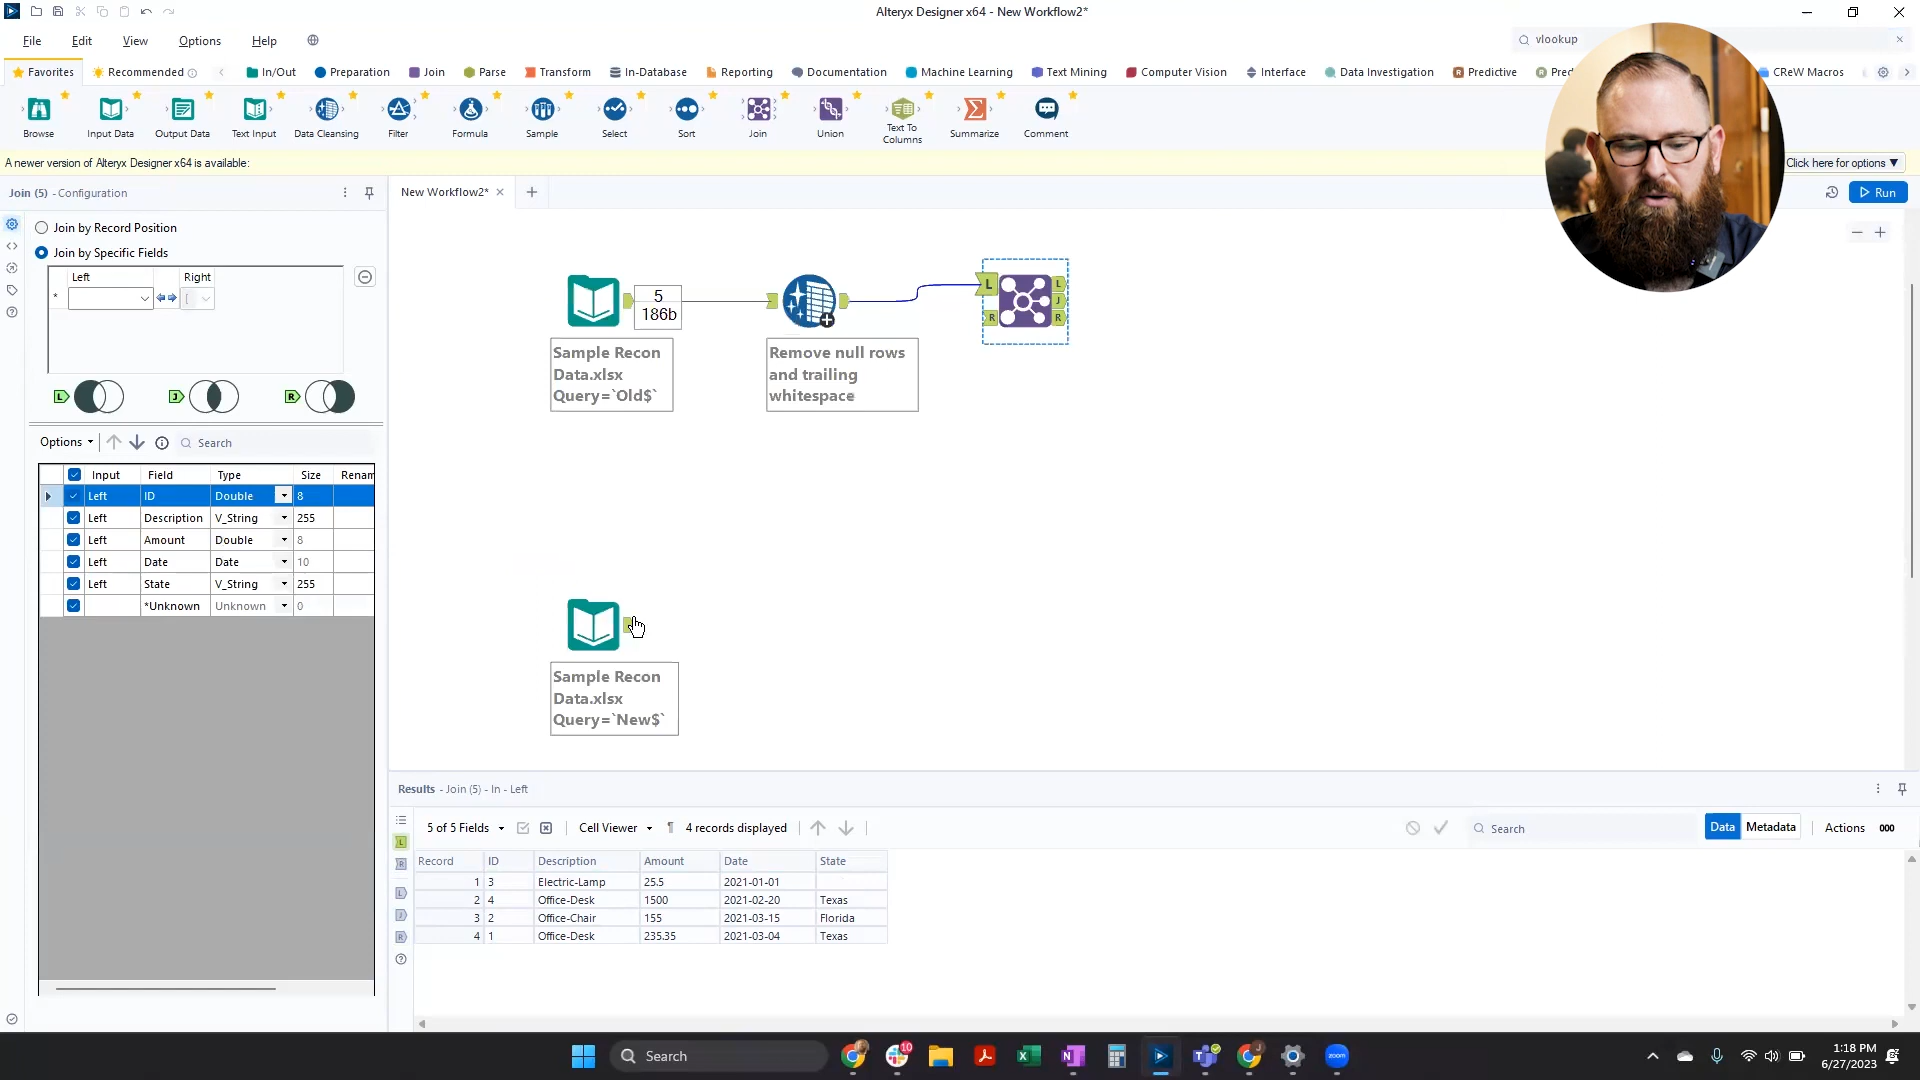 Alteryx Designer x64 - New Workflow2*
File Edit View Options Help
vlookup
Favorites Recommended In/Out Preparation Join Parse Transform In-Database Reporting Documentation Machine Learning Text Mining Computer Vision Interface Data Investigation Predictive Pred CReW Macros
Browse Input Data Output Data Text Input Data Cleansing Filter Formula Sample Select Sort Join Union Text To Columns Summarize Comment
A newer version of Alteryx Designer x64 is available:
Click here for options ▼
Join (5) - Configuration
New Workflow2*
Run
Join by Record Position
Join by Specific Fields
Left Right
*
L J R
Options Search
Input Field Type Size Renam
Left ID Double 8
Left Description V_String 255
Left Amount Double 8
Left Date Date 10
Left State V_String 255
*Unknown Unknown 0
5
186b
L
R
L
J
R
Sample Recon
Data.xlsx
Query=`Old$`
Remove null rows
and trailing
whitespace
Sample Recon
Data.xlsx
Query=`New$`
Results - Join (5) - In - Left
5 of 5 Fields Cell Viewer 4 records displayed Search Data Metadata Actions 000
Record ID Description Amount Date State
1 3 Electric-Lamp 25.5 2021-01-01
2 4 Office-Desk 1500 2021-02-20 Texas
3 2 Office-Chair 155 2021-03-15 Florida
4 1 Office-Desk 235.35 2021-03-04 Texas
L
R
L
J
R
Search
10
zoom
1:18 PM
6/27/2023